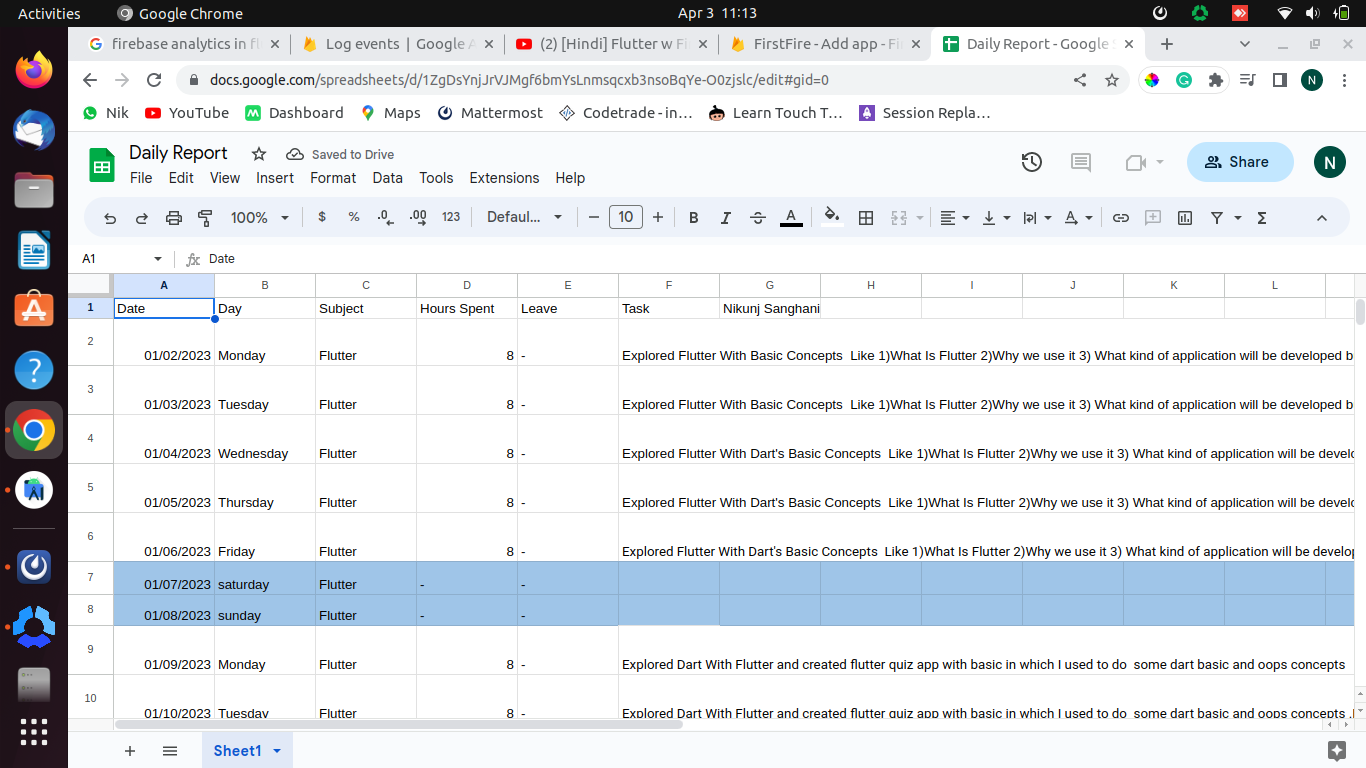 Activities Google Chrome Apr 3 11:13
firebase analytics in fl Log events | Google A (2) [Hindi] Flutter w Fi FirstFire - Add app - Fi Daily Report - Google S
docs.google.com/spreadsheets/d/1ZgDsYnjJrVJMgf6bmYsLnmsqcxb3nsoBqYe-O0zjslc/edit#gid=0 N
Nik YouTube Dashboard Maps Mattermost Codetrade - in... Learn Touch T... Session Repla...
Daily Report Saved to Drive Share N
File Edit View Insert Format Data Tools Extensions Help
100% $ % .0 .00 123 Defaul... 10 B I S A
A1 fx Date
A B C D E F G H I J K L
1 Date Day Subject Hours Spent Leave Task Nikunj Sanghani
2 01/02/2023 Monday Flutter 8 - Explored Flutter With Basic Concepts Like 1)What Is Flutter 2)Why we use it 3) What kind of application will be developed b
3 01/03/2023 Tuesday Flutter 8 - Explored Flutter With Basic Concepts Like 1)What Is Flutter 2)Why we use it 3) What kind of application will be developed b
4 01/04/2023 Wednesday Flutter 8 - Explored Flutter With Dart's Basic Concepts Like 1)What Is Flutter 2)Why we use it 3) What kind of application will be develo
5 01/05/2023 Thursday Flutter 8 - Explored Flutter With Dart's Basic Concepts Like 1)What Is Flutter 2)Why we use it 3) What kind of application will be develo
6 01/06/2023 Friday Flutter 8 - Explored Flutter With Dart's Basic Concepts Like 1)What Is Flutter 2)Why we use it 3) What kind of application will be develop
7 01/07/2023 saturday Flutter - -
8 01/08/2023 sunday Flutter - -
9 01/09/2023 Monday Flutter 8 - Explored Dart With Flutter and created flutter quiz app with basic in which I used to do some dart basic and oops concepts
10 01/10/2023 Tuesday Flutter 8 - Explored Dart With Flutter and created flutter quiz app with basic in which I used to do some dart basic and oops concepts
Sheet1